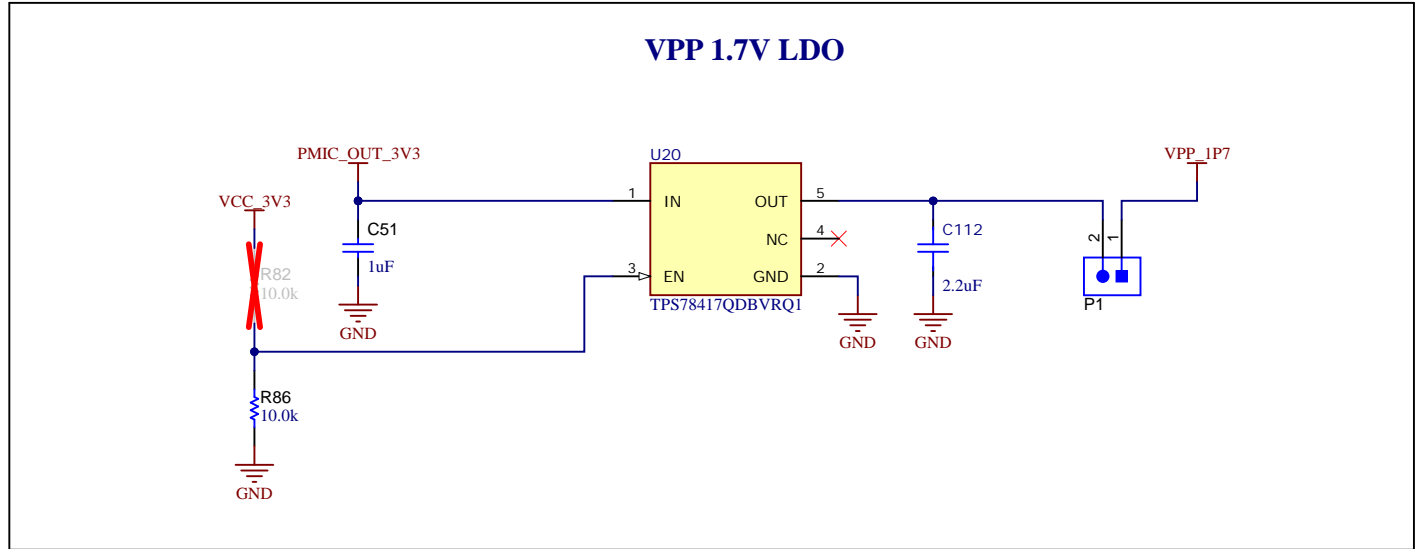 VPP 1.7V LDO
PMIC_OUT_3V3
VCC_3V3
C51
1uF
GND
R82
10.0k
R86
10.0k
GND
U20
1
IN
OUT
5
NC
4
3
EN
GND
2
TPS78417QDBVRQ1
GND
C112
2.2uF
GND
VPP_1P7
2
1
P1